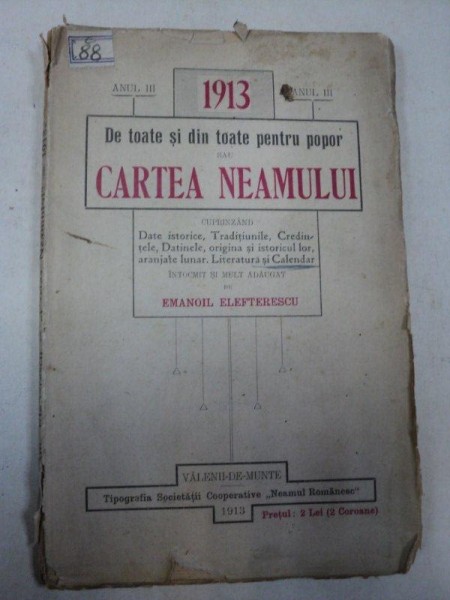 88
ANUL III
1913
ANUL III
De toate și din toate pentru popor
SAU
CARTEA NEAMULUI
CUPRINZÂND
Date istorice, Tradițiunile, Credin-
țele, Datinele, origina și istoricul lor,
aranjate lunar. Literatura și Calendar
ÎNTOCMIT ȘI MULT ADĂUGAT
DE
EMANOIL ELEFTERESCU
VĂLENII-DE-MUNTE
Tipografia Societății Cooperative „Neamul Românesc"
1913
Prețul: 2 Lei (2 Coroane)